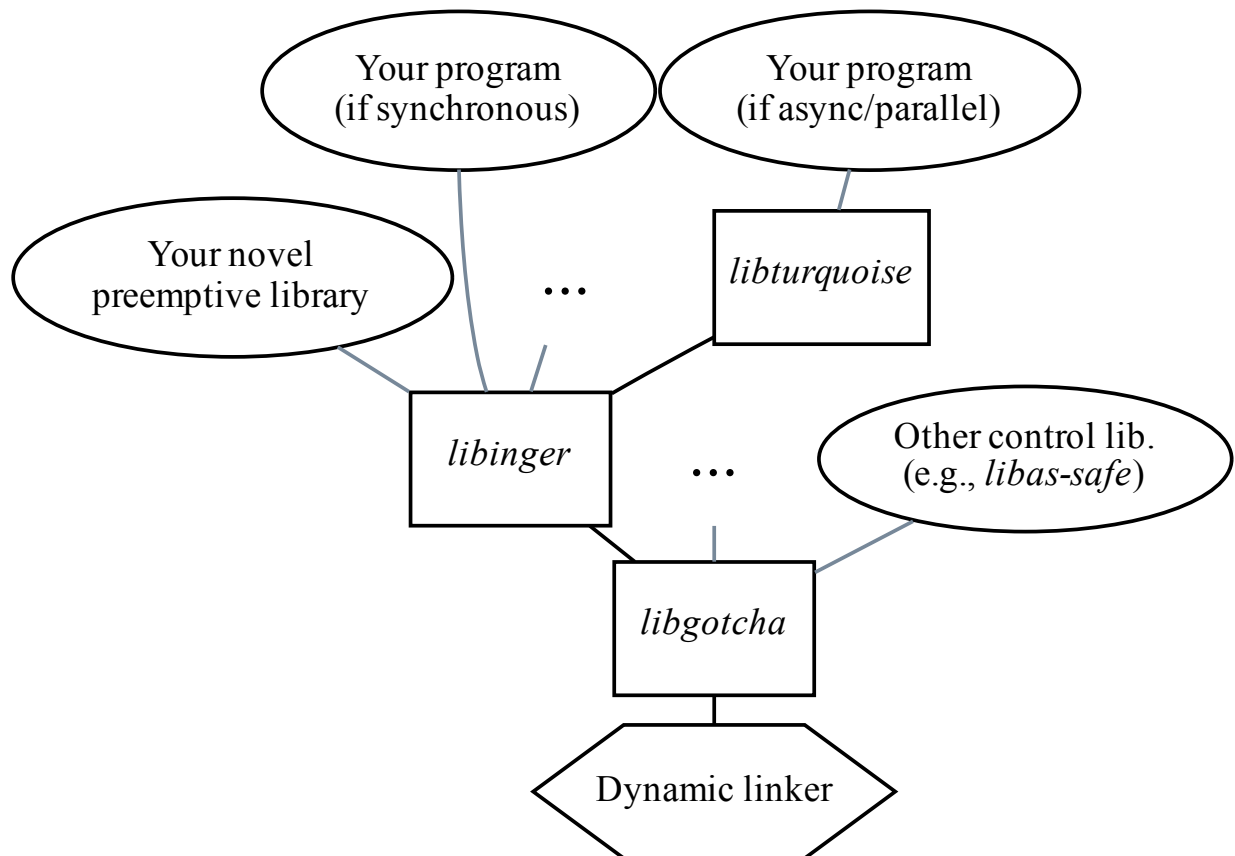 Your program
(if synchronous)
Your program
(if async/parallel)
Your novel
preemptive library
...
libturquoise
libinger
...
Other control lib.
(e.g., libas-safe)
libgotcha
Dynamic linker